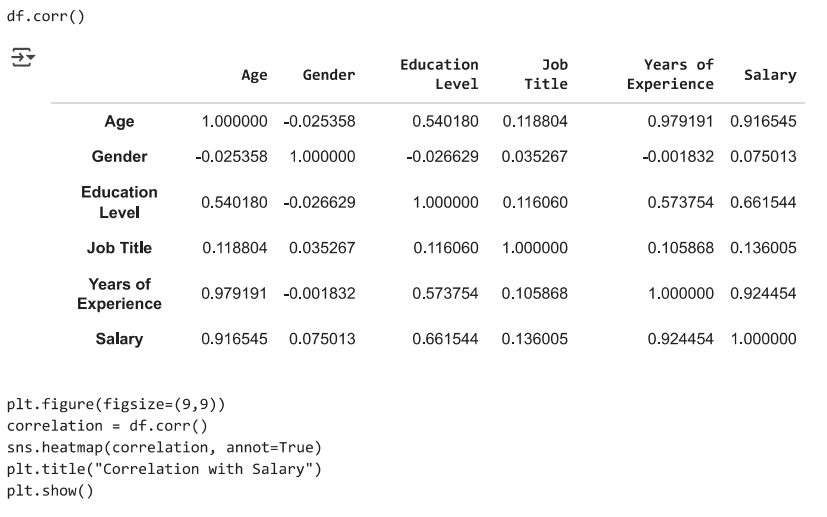 df.corr()
Age Gender Education Level Job Title Years of Experience Salary
Age 1.000000 -0.025358 0.540180 0.118804 0.979191 0.916545
Gender -0.025358 1.000000 -0.026629 0.035267 -0.001832 0.075013
Education Level 0.540180 -0.026629 1.000000 0.116060 0.573754 0.661544
Job Title 0.118804 0.035267 0.116060 1.000000 0.105868 0.136005
Years of Experience 0.979191 -0.001832 0.573754 0.105868 1.000000 0.924454
Salary 0.916545 0.075013 0.661544 0.136005 0.924454 1.000000
plt.figure(figsize=(9,9))
correlation = df.corr()
sns.heatmap(correlation, annot=True)
plt.title("Correlation with Salary")
plt.show()